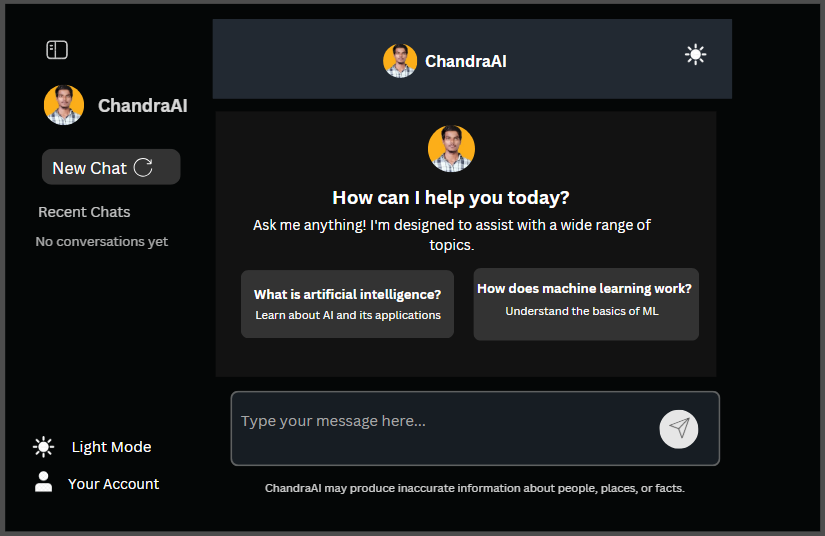 ChandraAI
New Chat
Recent Chats
No conversations yet
Light Mode
Your Account
ChandraAI
How can I help you today?
Ask me anything! I'm designed to assist with a wide range of
topics.
What is artificial intelligence?
Learn about AI and its applications
How does machine learning work?
Understand the basics of ML
Type your message here...
ChandraAI may produce inaccurate information about people, places, or facts.